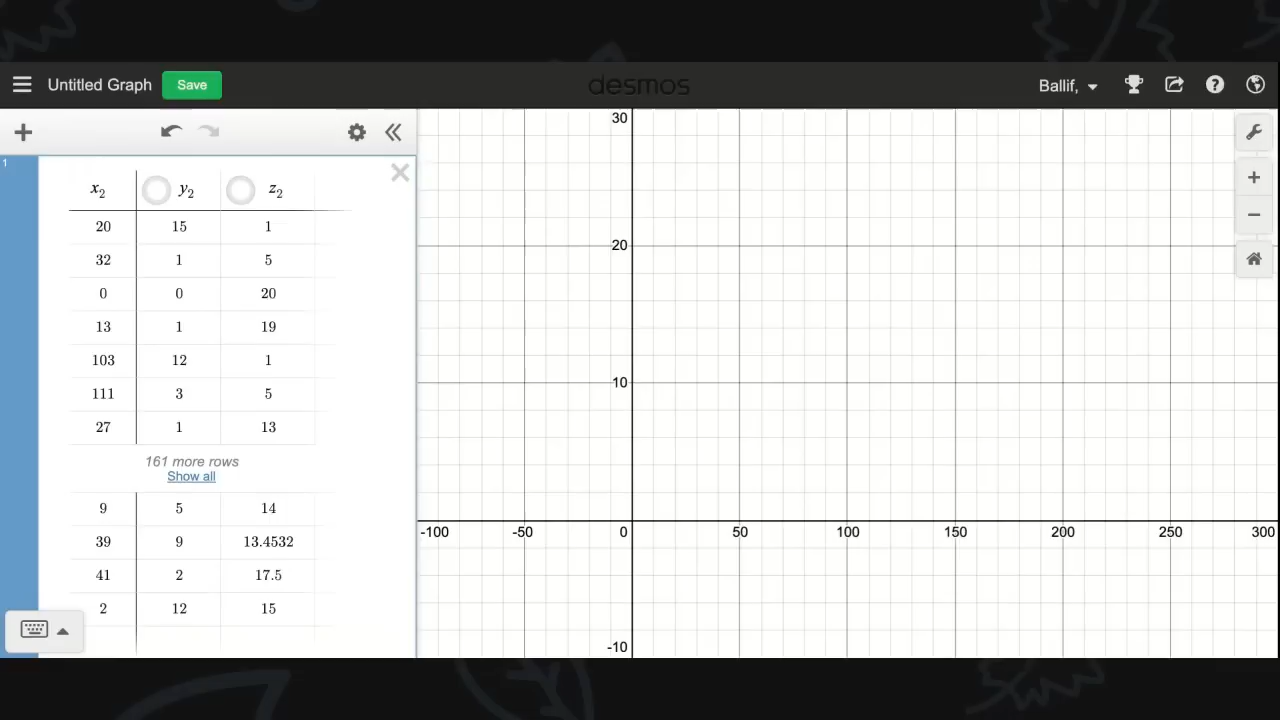 Untitled Graph Save desmos Ballif,
1
x2 y2 z2
20 15 1
32 1 5
0 0 20
13 1 19
103 12 1
111 3 5
27 1 13
161 more rows
Show all
9 5 14
39 9 13.4532
41 2 17.5
2 12 15
30
20
10
-100 -50 0 50 100 150 200 250 300
-10